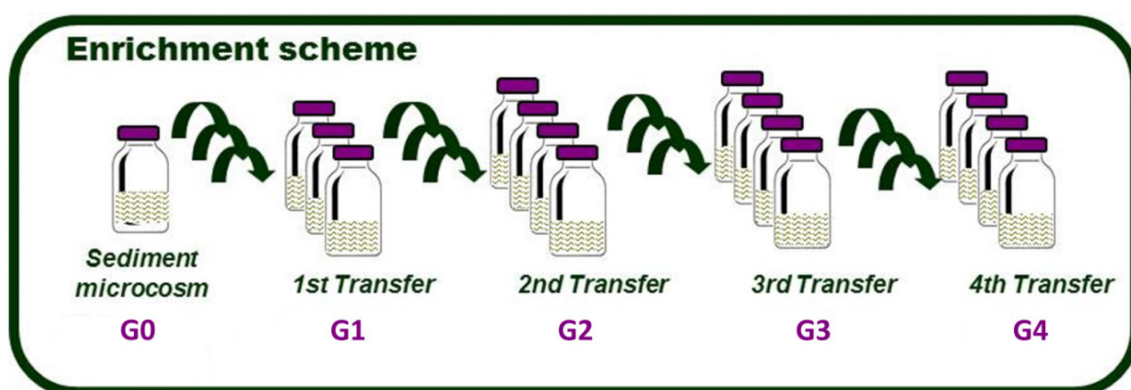 Enrichment scheme
Sediment
microcosm
1st Transfer
2nd Transfer
3rd Transfer
4th Transfer
G0
G1
G2
G3
G4